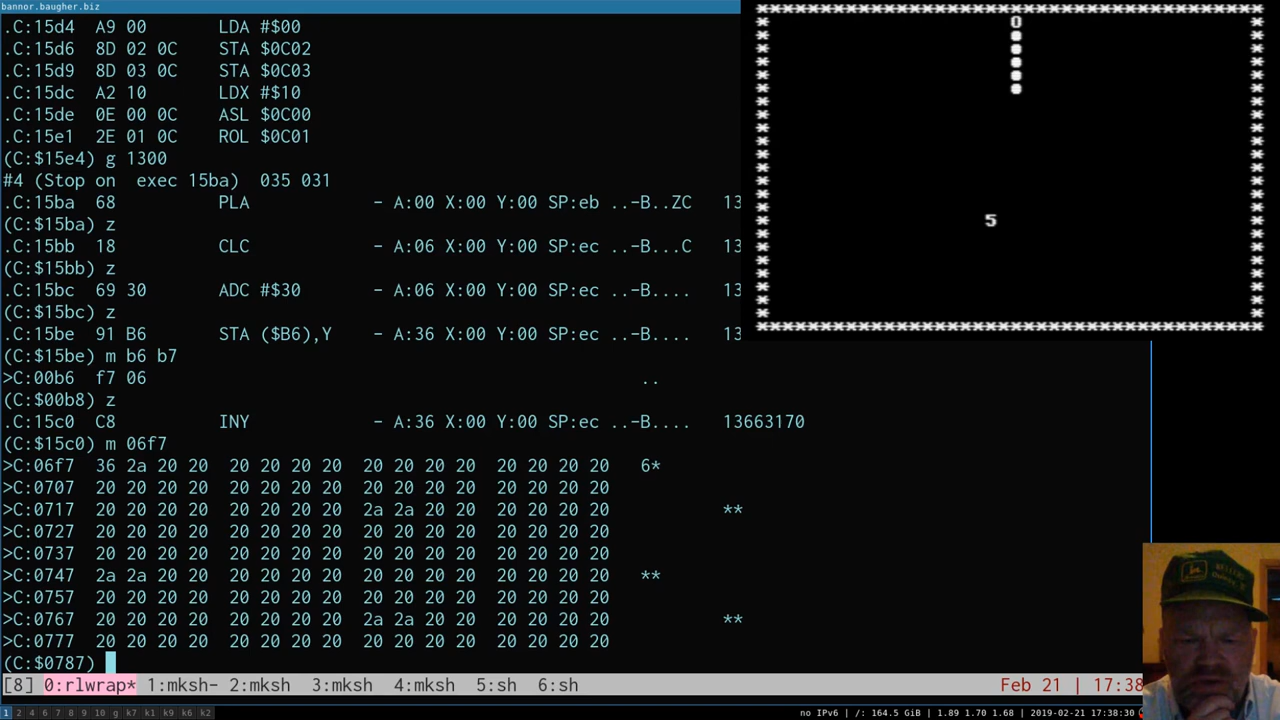 bannor.baugher.biz
.C:15d4  A9 00       LDA #$00
.C:15d6  8D 02 0C    STA $0C02
.C:15d9  8D 03 0C    STA $0C03
.C:15dc  A2 10       LDX #$10
.C:15de  0E 00 0C    ASL $0C00
.C:15e1  2E 01 0C    ROL $0C01
(C:$15e4) g 1300
#4 (Stop on  exec 15ba)  035 031
.C:15ba  68          PLA            - A:00 X:00 Y:00 SP:eb ..-B..ZC   13
(C:$15ba) z
.C:15bb  18          CLC            - A:06 X:00 Y:00 SP:ec ..-B...C   13
(C:$15bb) z
.C:15bc  69 30       ADC #$30       - A:06 X:00 Y:00 SP:ec ..-B....   13
(C:$15bc) z
.C:15be  91 B6       STA ($B6),Y    - A:36 X:00 Y:00 SP:ec ..-B....   13
(C:$15be) m b6 b7
>C:00b6  f7 06                                              ..
(C:$00b8) z
.C:15c0  C8          INY            - A:36 X:00 Y:00 SP:ec ..-B....   13663170
(C:$15c0) m 06f7
>C:06f7  36 2a 20 20  20 20 20 20  20 20 20 20  20 20 20 20   6*
>C:0707  20 20 20 20  20 20 20 20  20 20 20 20  20 20 20 20
>C:0717  20 20 20 20  20 20 20 20  2a 2a 20 20  20 20 20 20           **
>C:0727  20 20 20 20  20 20 20 20  20 20 20 20  20 20 20 20
>C:0737  20 20 20 20  20 20 20 20  20 20 20 20  20 20 20 20
>C:0747  2a 2a 20 20  20 20 20 20  20 20 20 20  20 20 20 20   **
>C:0757  20 20 20 20  20 20 20 20  20 20 20 20  20 20 20 20
>C:0767  20 20 20 20  20 20 20 20  2a 2a 20 20  20 20 20 20           **
>C:0777  20 20 20 20  20 20 20 20  20 20 20 20  20 20 20 20
(C:$0787)
[8] 0:rlwrap* 1:mksh- 2:mksh  3:mksh  4:mksh  5:sh  6:sh  Feb 21 | 17:38
1 2 4 5 6 7 8 9 10 g k7 k1 k9 k6 k2  no IPv6 | /: 164.5 GiB | 1.89 1.70 1.68 | 2019-02-21 17:38:30
0
5